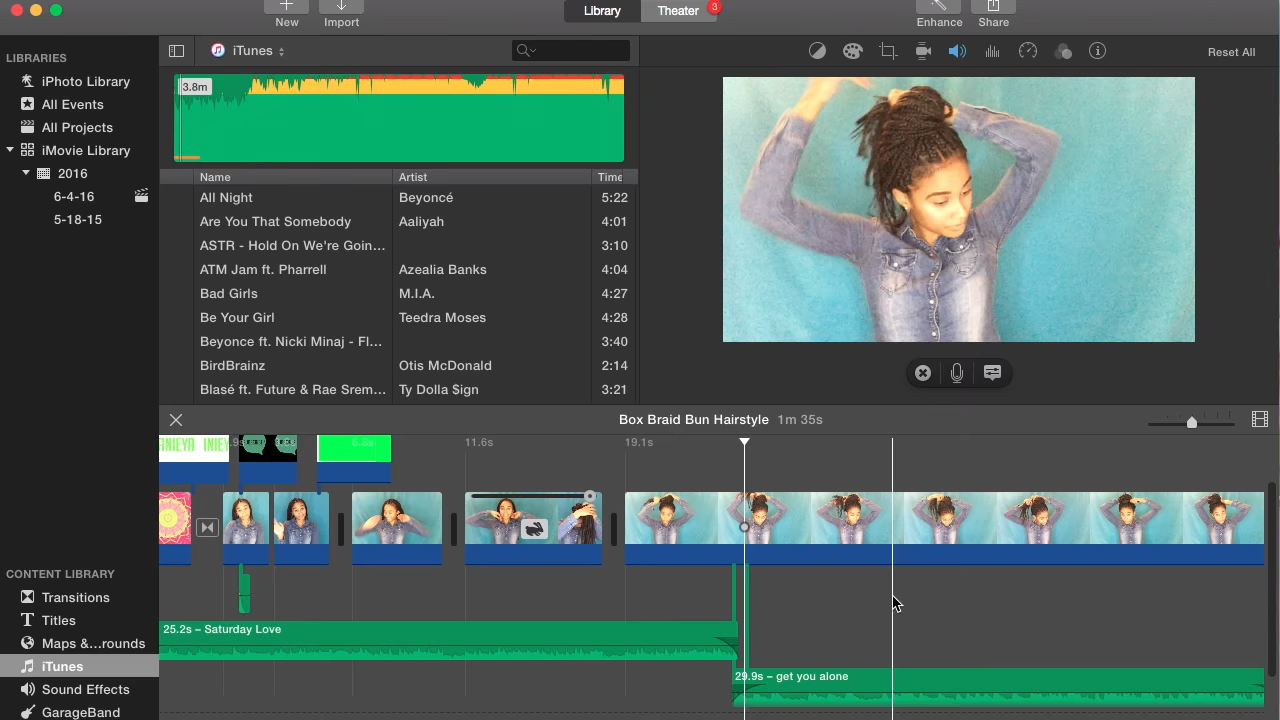 New
Import
Library
Theater
3
Enhance
Share
LIBRARIES
iPhoto Library
All Events
All Projects
iMovie Library
2016
6-4-16
5-18-15
CONTENT LIBRARY
Transitions
Titles
Maps &...rounds
iTunes
Sound Effects
GarageBand
iTunes
Reset All
3.8m
Name Artist Time
All Night Beyoncé 5:22
Are You That Somebody Aaliyah 4:01
ASTR - Hold On We're Goin... 3:10
ATM Jam ft. Pharrell Azealia Banks 4:04
Bad Girls M.I.A. 4:27
Be Your Girl Teedra Moses 4:28
Beyonce ft. Nicki Minaj - Fl... 3:40
BirdBrainz Otis McDonald 2:14
Blasé ft. Future & Rae Srem... Ty Dolla $ign 3:21
Box Braid Bun Hairstyle 1m 35s
6.8s 11.6s 19.1s
25.2s – Saturday Love
29.9s – get you alone